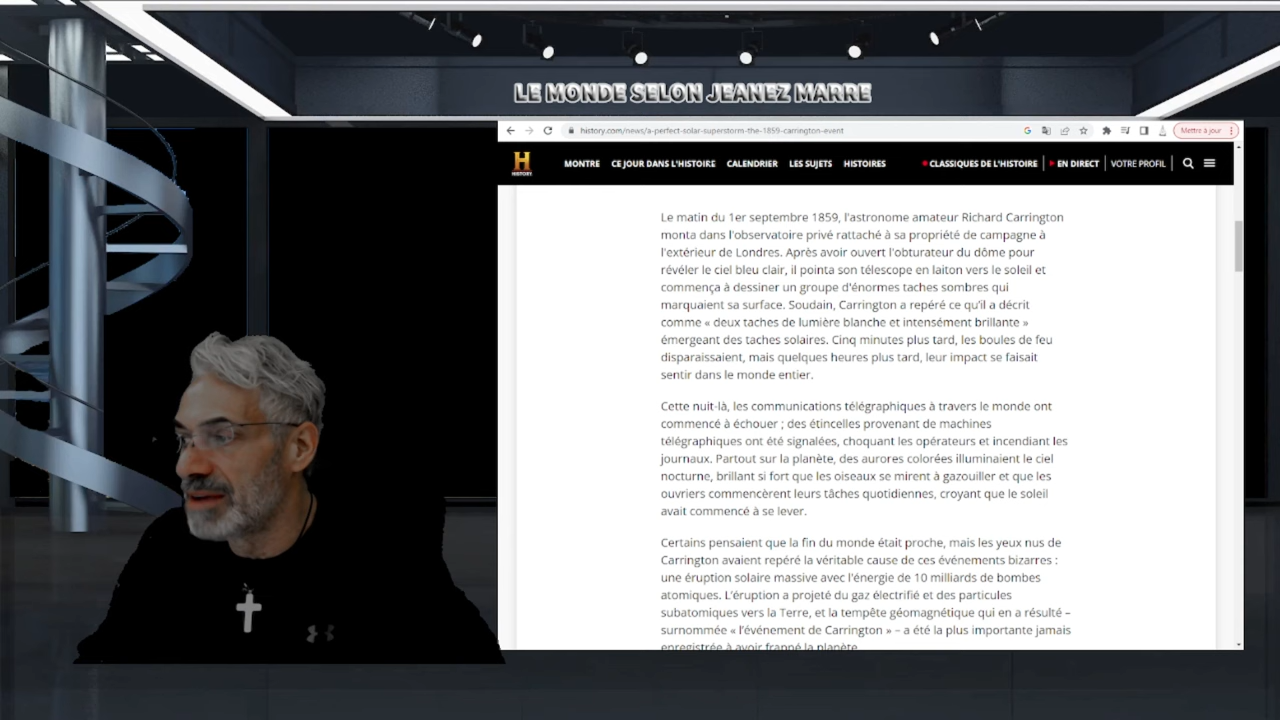 LE MONDE SELON JEANEZ MARRE
history.com/news/a-perfect-solar-superstorm-the-1859-carrington-event
Mettre à jour
H
HISTORY
MONTRE CE JOUR DANS L'HISTOIRE CALENDRIER LES SUJETS HISTOIRES CLASSIQUES DE L'HISTOIRE EN DIRECT VOTRE PROFIL
Le matin du 1er septembre 1859, l'astronome amateur Richard Carrington
monta dans l'observatoire privé rattaché à sa propriété de campagne à
l'extérieur de Londres. Après avoir ouvert l'obturateur du dôme pour
révéler le ciel bleu clair, il pointa son télescope en laiton vers le soleil et
commença à dessiner un groupe d'énormes taches sombres qui
marquaient sa surface. Soudain, Carrington a repéré ce qu'il a décrit
comme « deux taches de lumière blanche et intensément brillante »
émergeant des taches solaires. Cinq minutes plus tard, les boules de feu
disparaissaient, mais quelques heures plus tard, leur impact se faisait
sentir dans le monde entier.
Cette nuit-là, les communications télégraphiques à travers le monde ont
commencé à échouer ; des étincelles provenant de machines
télégraphiques ont été signalées, choquant les opérateurs et incendiant les
journaux. Partout sur la planète, des aurores colorées illuminaient le ciel
nocturne, brillant si fort que les oiseaux se mirent à gazouiller et que les
ouvriers commencèrent leurs tâches quotidiennes, croyant que le soleil
avait commencé à se lever.
Certains pensaient que la fin du monde était proche, mais les yeux nus de
Carrington avaient repéré la véritable cause de ces événements bizarres :
une éruption solaire massive avec l'énergie de 10 milliards de bombes
atomiques. L'éruption a projeté du gaz électrifié et des particules
subatomiques vers la Terre, et la tempête géomagnétique qui en a résulté –
surnommée « l'événement de Carrington » – a été la plus importante jamais
enregistrée à avoir frappé la planète.